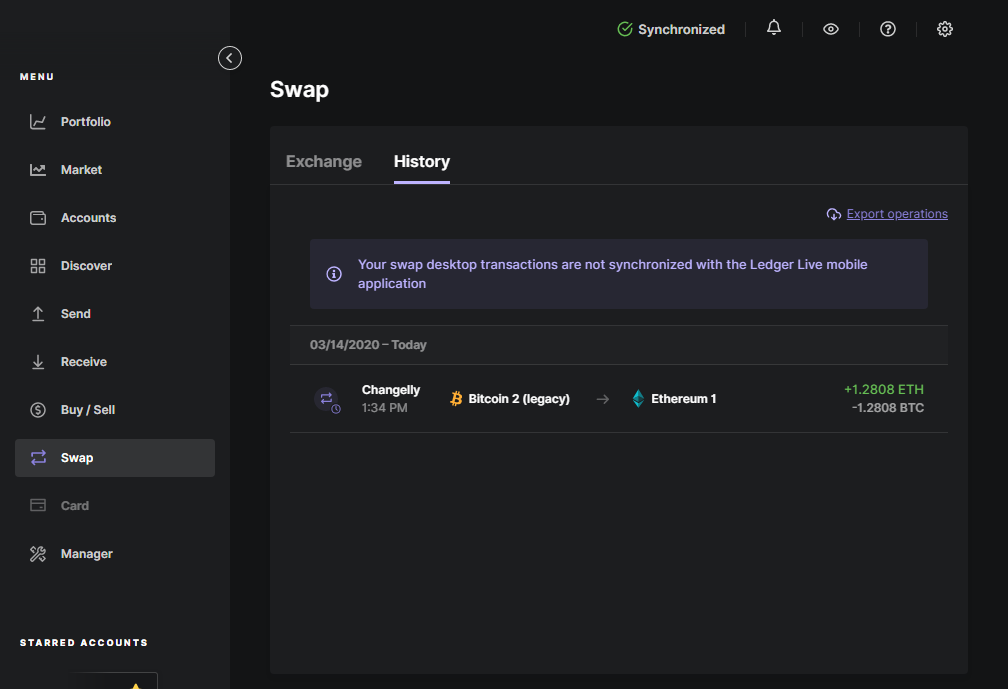 Synchronized
MENU
Swap
Portfolio
Market
Accounts
Discover
Send
Receive
Buy / Sell
Swap
Card
Manager
STARRED ACCOUNTS
Exchange
History
Export operations
Your swap desktop transactions are not synchronized with the Ledger Live mobile
application
03/14/2020 – Today
Changelly
1:34 PM
Bitcoin 2 (legacy)
Ethereum 1
+1.2808 ETH
-1.2808 BTC